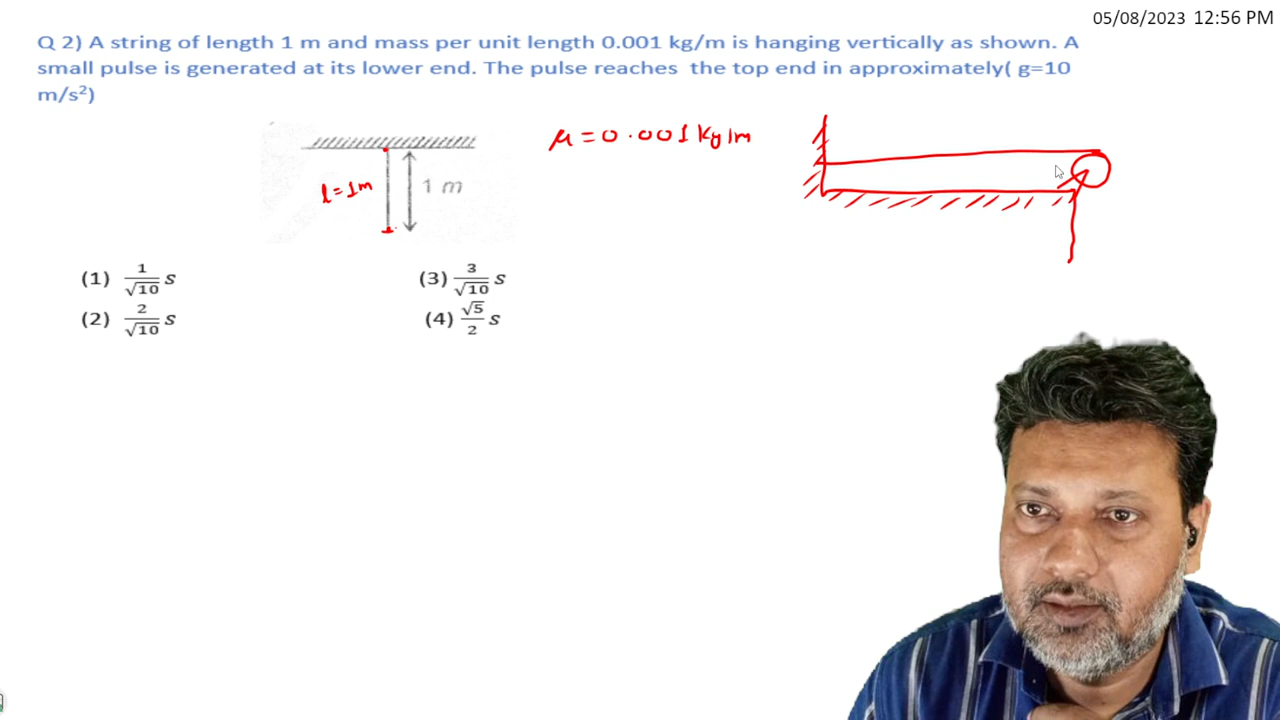 05/08/2023 12:56 PM
Q 2) A string of length 1 m and mass per unit length 0.001 kg/m is hanging vertically as shown. A
small pulse is generated at its lower end. The pulse reaches the top end in approximately( g=10
m/s²)
μ = 0.001 kg/m
l = 1m
1 m
(1) 1/√10 s
(3) 3/√10 s
(2) 2/√10 s
(4) √5/2 s